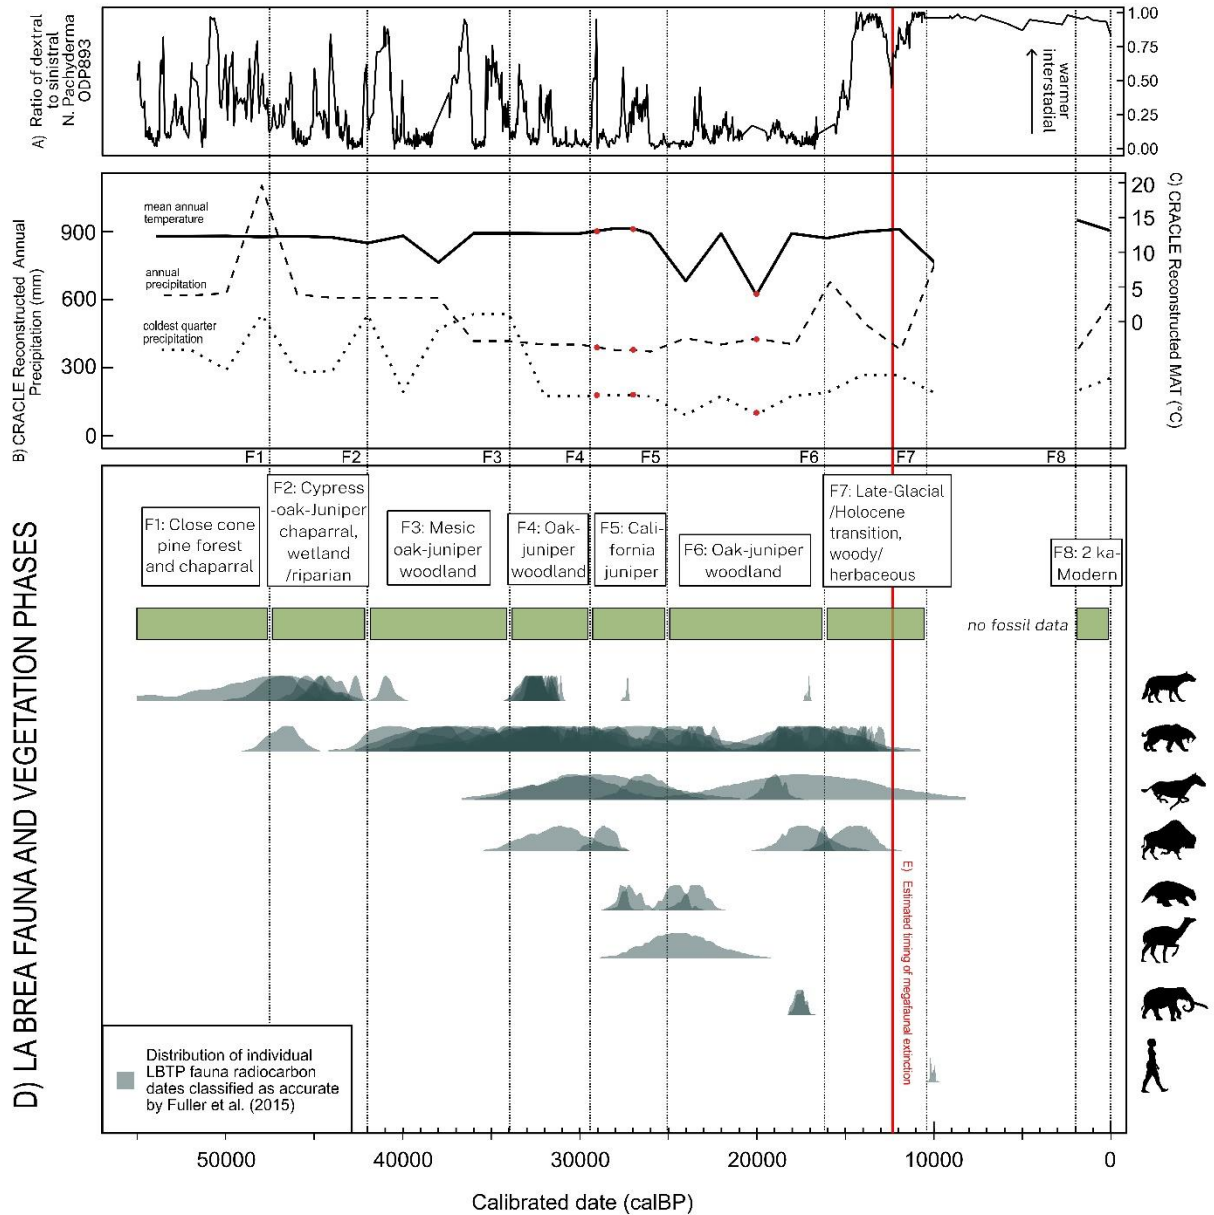 A) Ratio of dextral
to sinistral
N. Pachyderma
ODP893
1.00
0.75
0.50
0.25
0.00
warmer
interstacial
B) CRACLE Reconstructed Annual
Precipitation (mm)
900
600
300
0
mean annual
temperature
annual
precipitation
coldest quarter
precipitation
20
15
10
5
0
C) CRACLE Reconstructed MAT (°C)
F1
F2
F3
F4
F5
F6
F7
F8
D) LA BREA FAUNA AND VEGETATION PHASES
F1: Close cone
pine forest
and chaparral
F2: Cypress
-oak-Juniper
chaparral,
wetland
/riparian
F3: Mesic
oak-juniper
woodland
F4: Oak-
juniper
woodland
F5: Cali-
fornia
juniper
F6: Oak-juniper
woodland
F7: Late-Glacial
/Holocene
transition,
woody/
herbaceous
F8: 2 ka-
Modern
no fossil data
E) Estimated timing of megafaunal extinction
Distribution of individual
LBTP fauna radiocarbon
dates classified as accurate
by Fuller et al. (2015)
50000
40000
30000
20000
10000
0
Calibrated date (calBP)